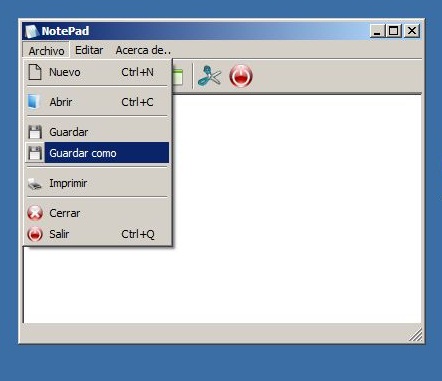 NotePad
Archivo Editar Acerca de..
Nuevo Ctrl+N
Abrir Ctrl+C
Guardar
Guardar como
Imprimir
Cerrar
Salir Ctrl+Q